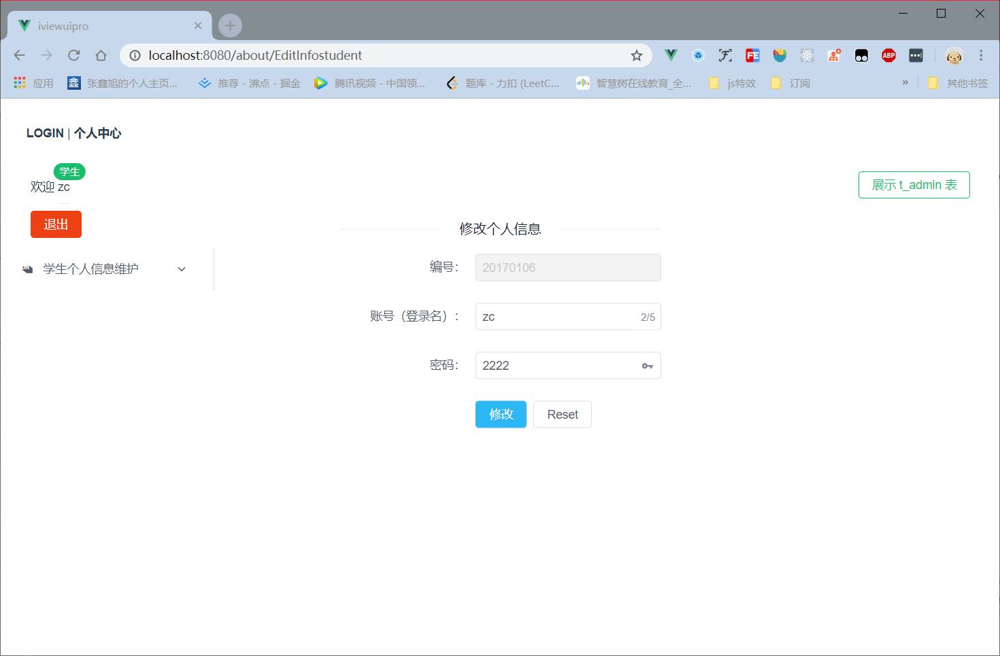 iviewuipro
localhost:8080/about/EditInfostudent
应用 张鑫旭的个人主页... 推荐 - 沸点 - 掘金 腾讯视频 - 中国领... 题库 - 力扣 (LeetC... 智慧树在线教育_全... js特效 订阅 » 其他书签
LOGIN | 个人中心
学生
欢迎 zc
展示 t_admin 表
退出
修改个人信息
学生个人信息维护
编号: 20170106
账号（登录名）: zc 2/5
密码: 2222
修改 Reset